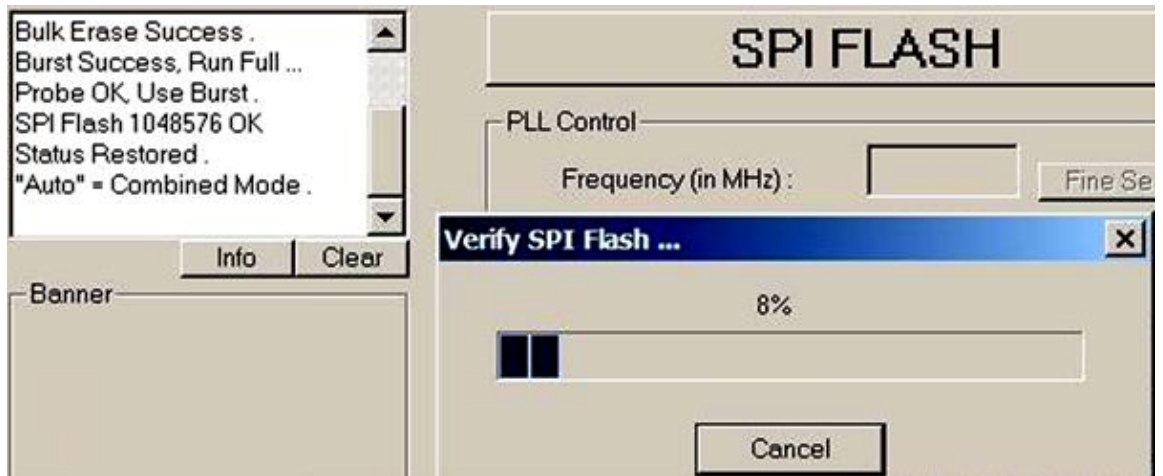 Bulk Erase Success .
Burst Success, Run Full ...
Probe OK, Use Burst .
SPI Flash 1048576 OK
Status Restored .
"Auto" = Combined Mode .
Info Clear
Banner
SPI FLASH
PLL Control
Frequency (in MHz) :
Fine Se
Verify SPI Flash ...
8%
Cancel